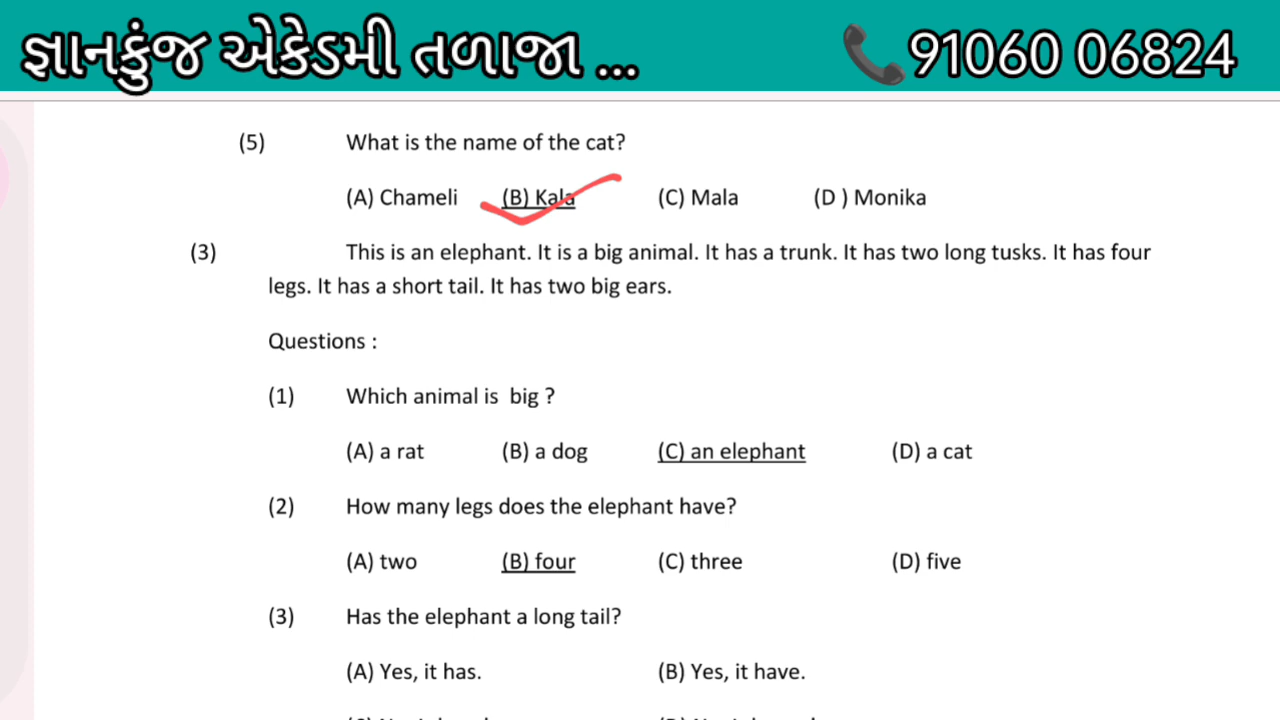 જ્ઞાનકુંજ એકેડમી તળાજા ... 91060 06824
(5) What is the name of the cat?
(A) Chameli (B) Kala (C) Mala (D ) Monika
(3) This is an elephant. It is a big animal. It has a trunk. It has two long tusks. It has four
legs. It has a short tail. It has two big ears.
Questions :
(1) Which animal is big ?
(A) a rat (B) a dog (C) an elephant (D) a cat
(2) How many legs does the elephant have?
(A) two (B) four (C) three (D) five
(3) Has the elephant a long tail?
(A) Yes, it has. (B) Yes, it have.